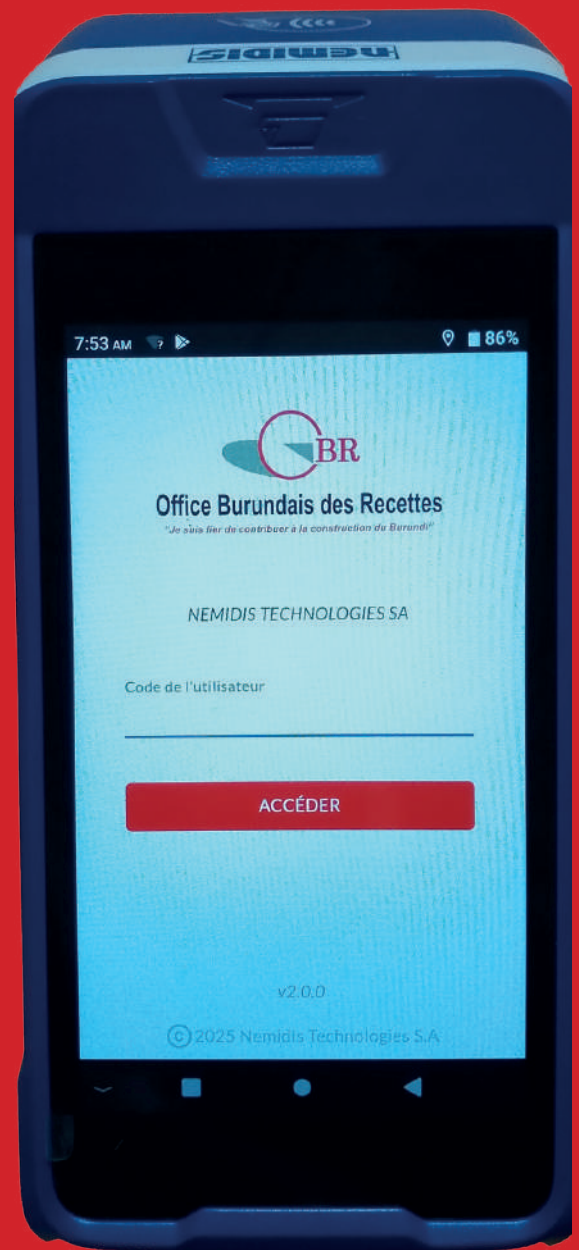 nemidis
7:53 AM
86%
OBR
Office Burundais des Recettes
"Je suis fier de contribuer à la construction du Burundi"
NEMIDIS TECHNOLOGIES SA
Code de l'utilisateur
ACCÉDER
v2.0.0
© 2025 Nemidis Technologies S.A